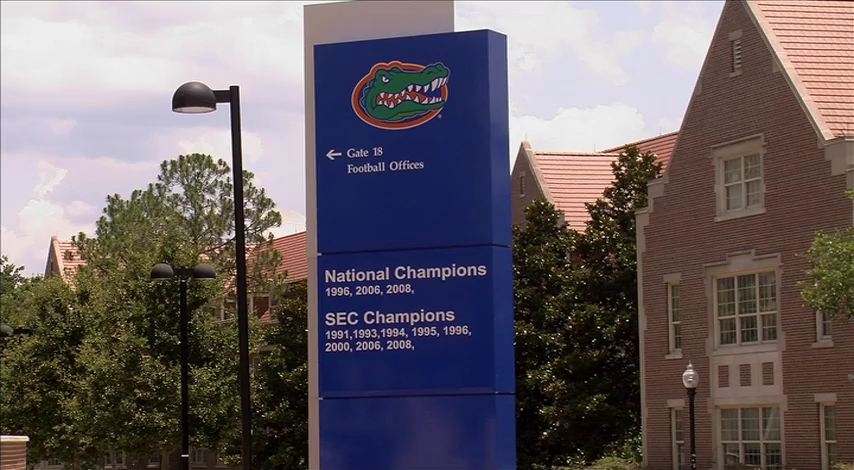 ← Gate 18
Football Offices
National Champions
1996, 2006, 2008,
SEC Champions
1991,1993,1994, 1995, 1996,
2000, 2006, 2008,